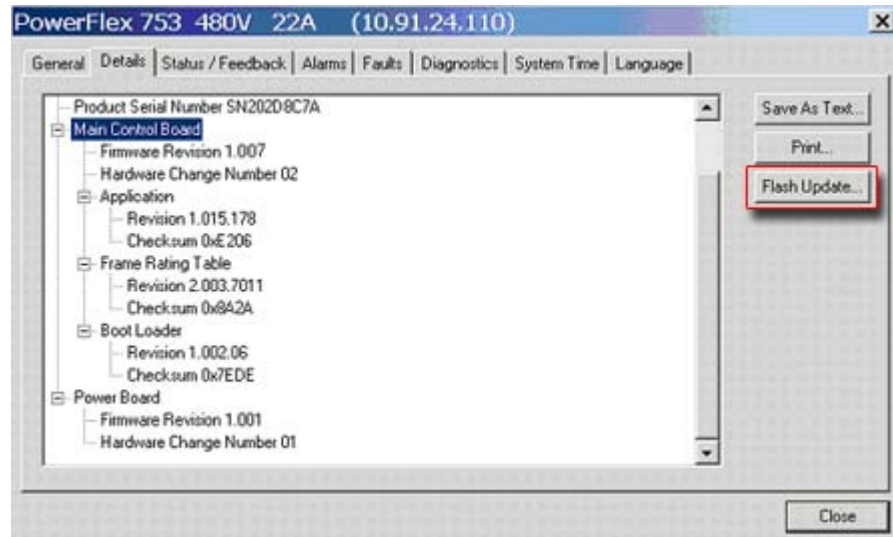 PowerFlex 753 480V 22A (10.91.24.110)
General Details Status / Feedback Alarms Faults Diagnostics System Time Language
Product Serial Number SN202D8C7A
Main Control Board
Firmware Revision 1.007
Hardware Change Number 02
Application
Revision 1.015.178
Checksum 0xE206
Frame Rating Table
Revision 2.003.7011
Checksum 0x8A2A
Boot Loader
Revision 1.002.06
Checksum 0x7EDE
Power Board
Firmware Revision 1.001
Hardware Change Number 01
Save As Text...
Print...
Flash Update...
Close